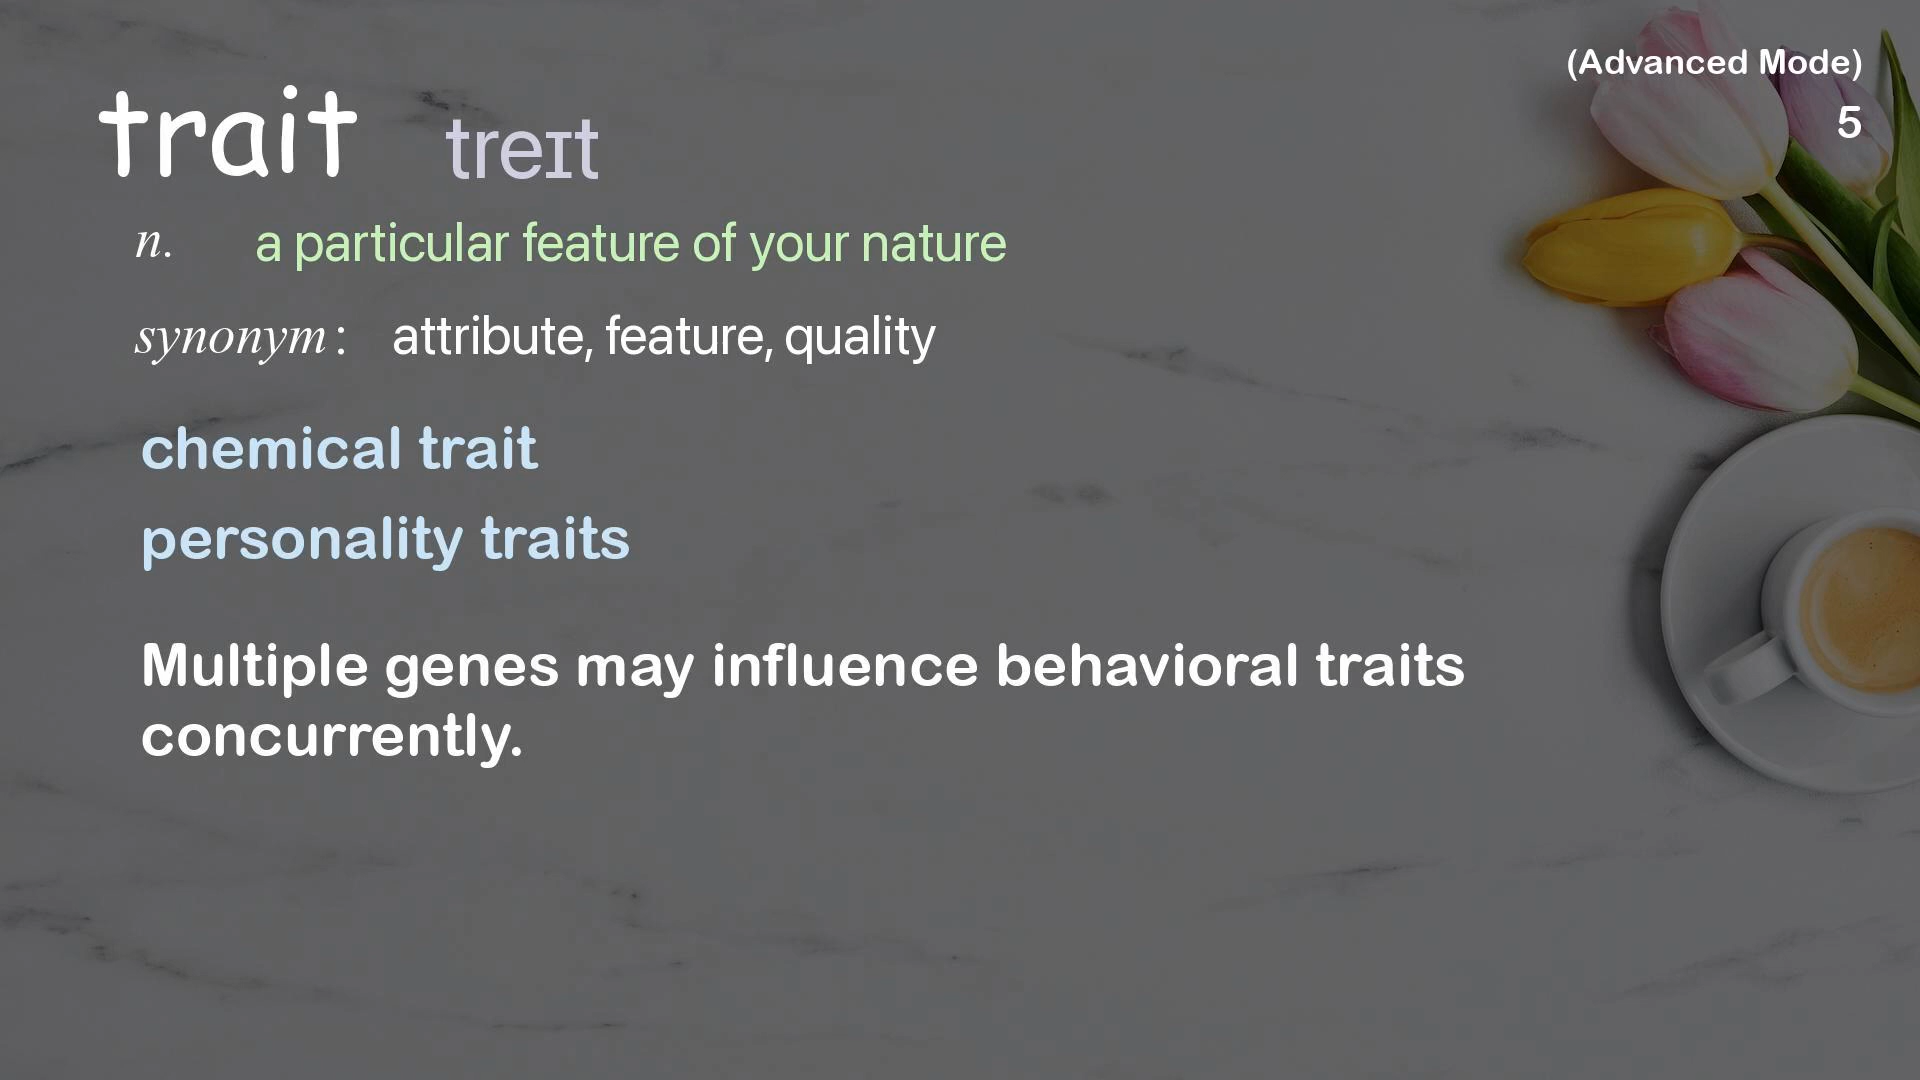 (Advanced Mode)
5
trait treɪt
n. a particular feature of your nature
synonym: attribute, feature, quality
chemical trait
personality traits
Multiple genes may influence behavioral traits
concurrently.